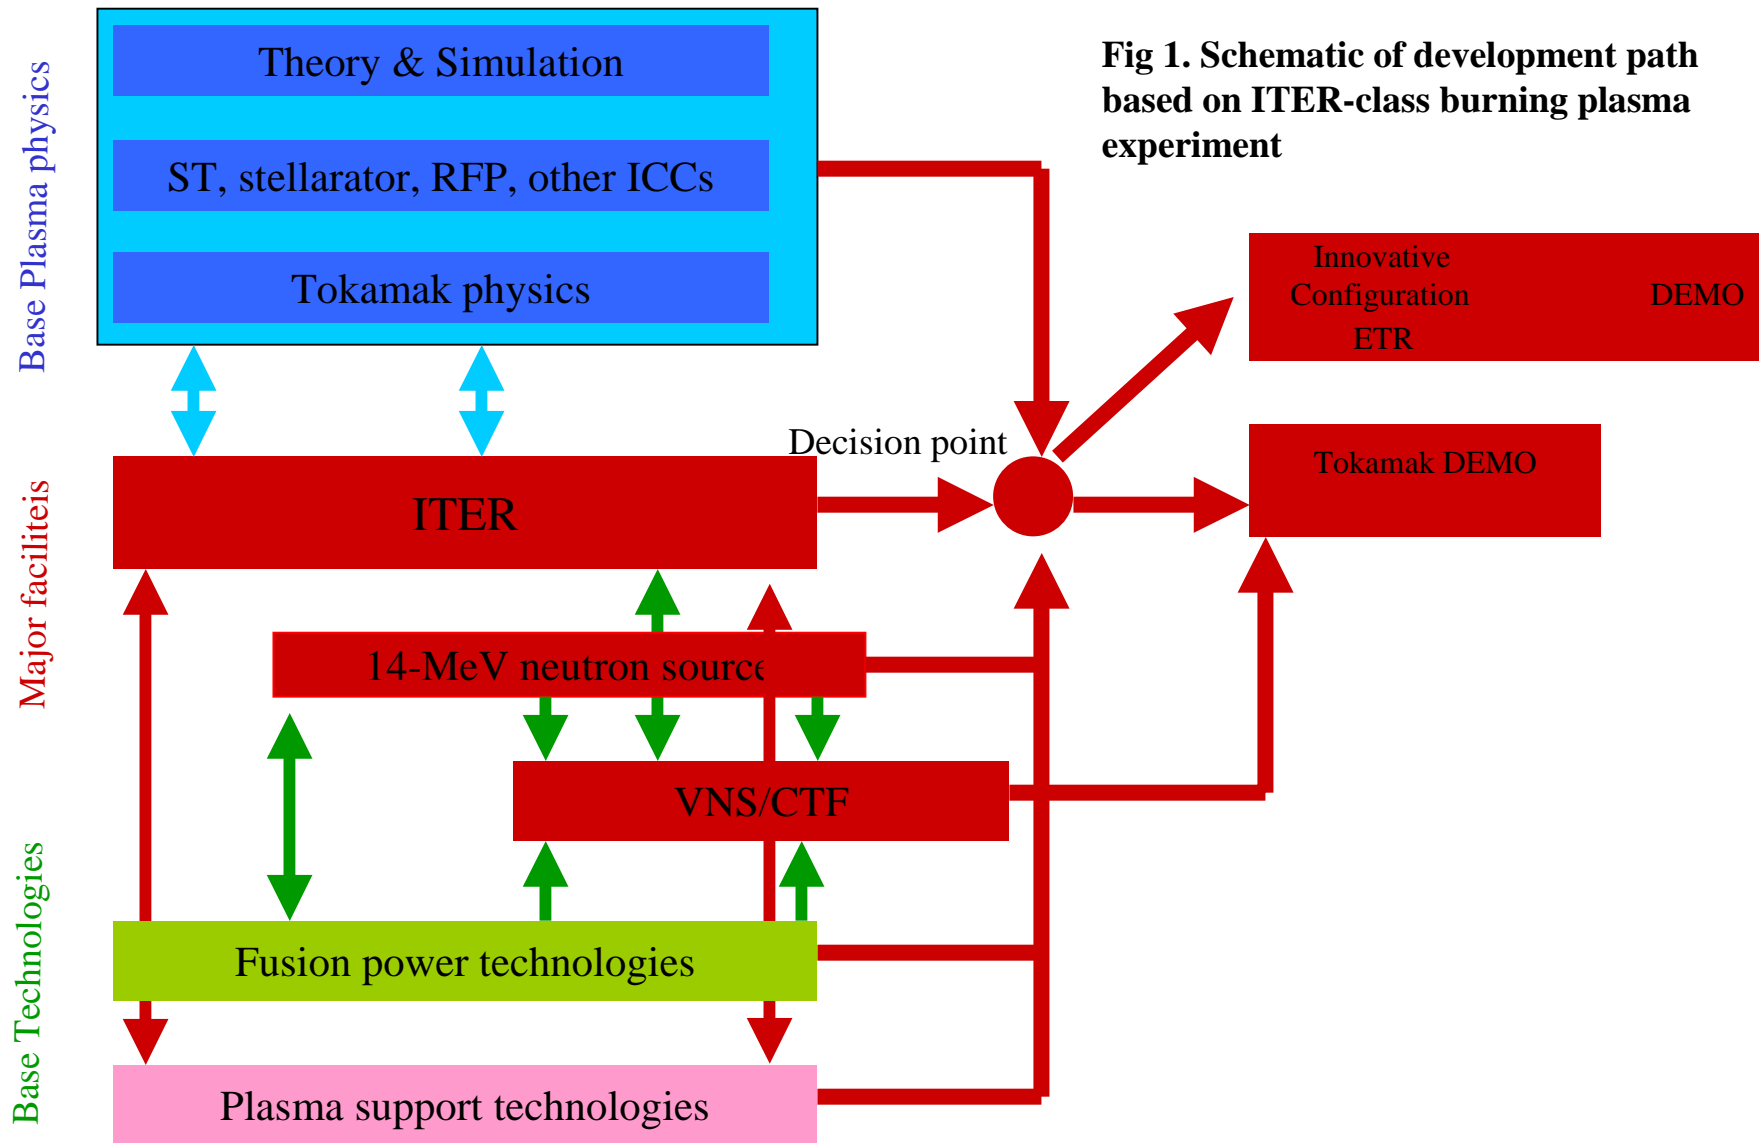 Fig 1. Schematic of development path
based on ITER-class burning plasma
experiment
Base Plasma physics
Theory & Simulation
ST, stellarator, RFP, other ICCs
Tokamak physics
Innovative
Configuration
ETR
DEMO
Decision point
Tokamak DEMO
Major faciliteis
ITER
14-MeV neutron source
VNS/CTF
Base Technologies
Fusion power technologies
Plasma support technologies